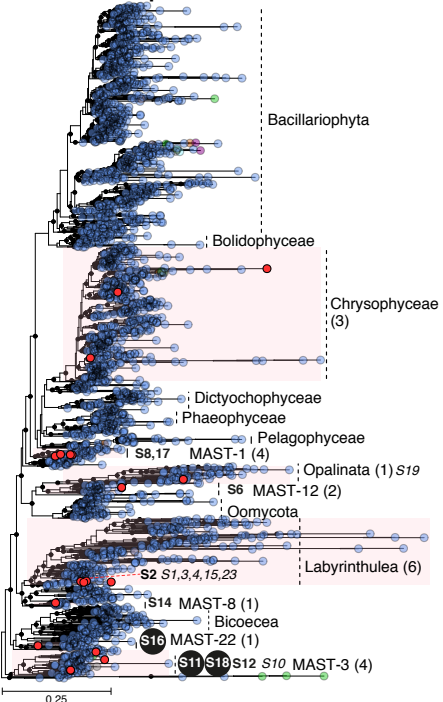 Bacillariophyta
Bolidophyceae
Chrysophyceae
(3)
Dictyochophyceae
Phaeophyceae
Pelagophyceae
S8,17 MAST-1 (4)
Opalinata (1) S19
S6 MAST-12 (2)
Oomycota
Labyrinthulea (6)
S2 S1,3,4,15,23
S14 MAST-8 (1)
Bicoecea
S16 MAST-22 (1)
S11 S18 S12 S10 MAST-3 (4)
0.25